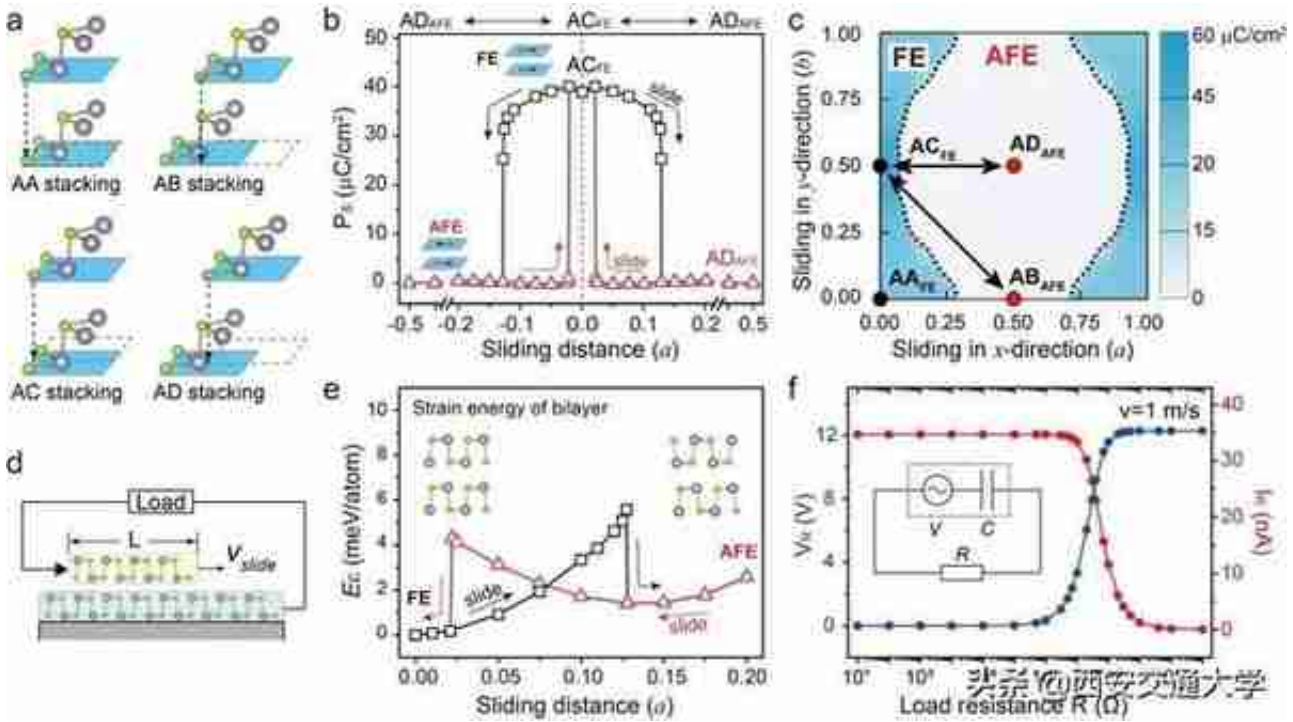 a
AA stacking
AB stacking
AC stacking
AD stacking
b
AD_AFE AC_FE AD_AFE
50
40
30
20
10
0
P_S (μC/cm²)
FE
AC_FE
slide
AFE
slide
AD_AFE
-0.5 -0.2 -0.1 0.0 0.1 0.2 0.5
Sliding distance (a)
c
FE AFE
60 μC/cm²
45
20
15
0
1.00
0.75
0.50
0.25
0.00
Sliding in y-direction (b)
AC_FE AD_AFE
AA_FE AB_AFE
0.00 0.25 0.50 0.75 1.00
Sliding in x-direction (a)
d
Load
L
V_slide
e
Strain energy of bilayer
10
8
6
4
2
0
FE
slide
AFE
slide
0.00 0.05 0.10 0.15 0.20
Sliding distance (a)
f
v=1 m/s
12
8
4
0
V_R (V)
V C
R
40
30
20
10
0
(nA)
Load resistance R (Ω)
头条@西安交通大学